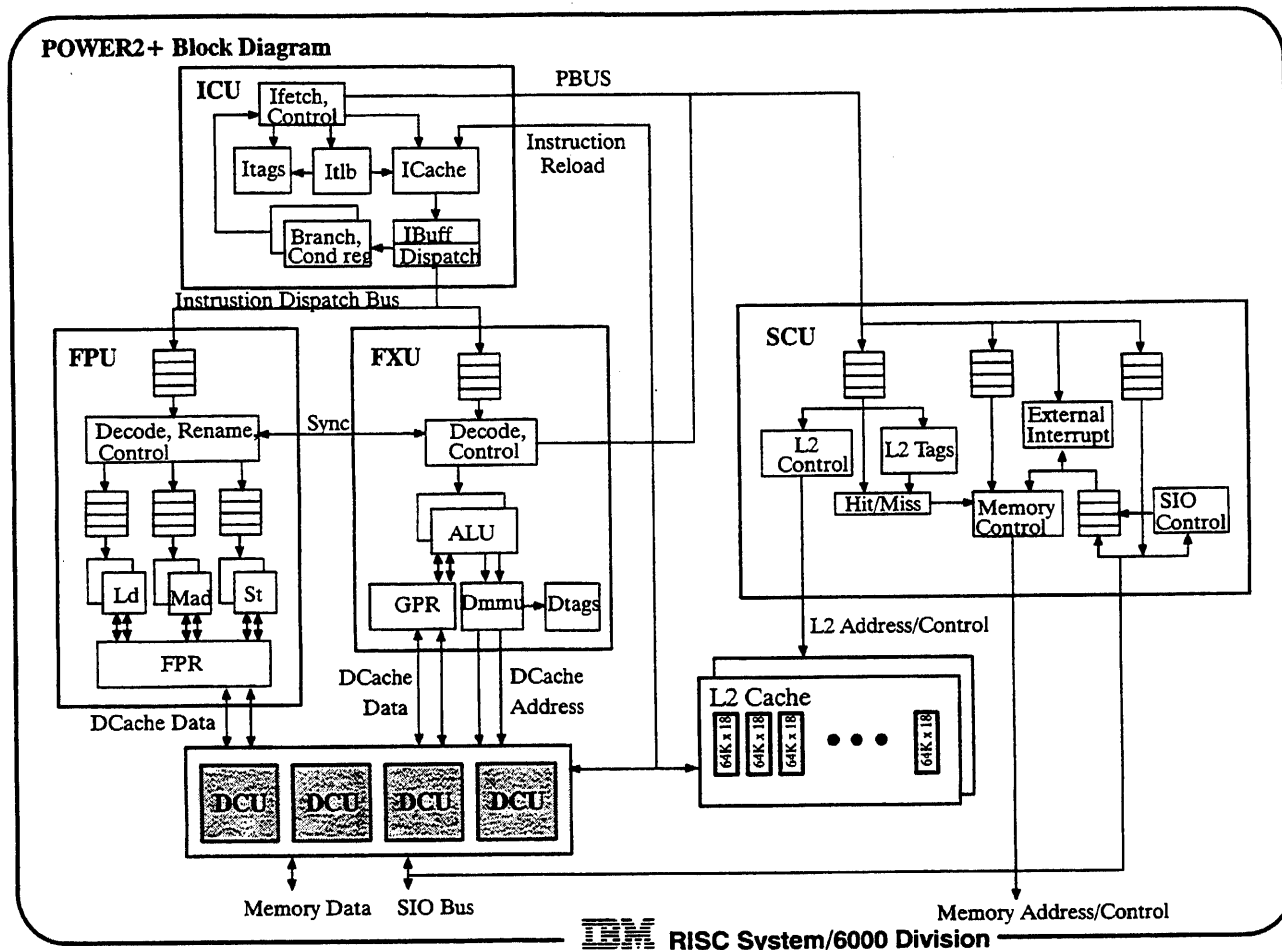 POWER2+ Block Diagram
PBUS
ICU
Ifetch,
Control
Instruction
Reload
Itags
Itlb
ICache
Branch,
Cond reg
IBuff
Dispatch
Instrustion Dispatch Bus
FPU
FXU
SCU
Decode, Rename,
Control
Sync
Decode,
Control
L2
Control
L2 Tags
External
Interrupt
Hit/Miss
Memory
Control
SIO
Control
ALU
Ld
Mad
St
GPR
Dmmu
Dtags
FPR
L2 Address/Control
DCache Data
DCache
Data
DCache
Address
L2 Cache
64K x 18
64K x 18
64K x 18
64K x 18
DCU
DCU
DCU
DCU
Memory Data
SIO Bus
Memory Address/Control
IBM RISC System/6000 Division